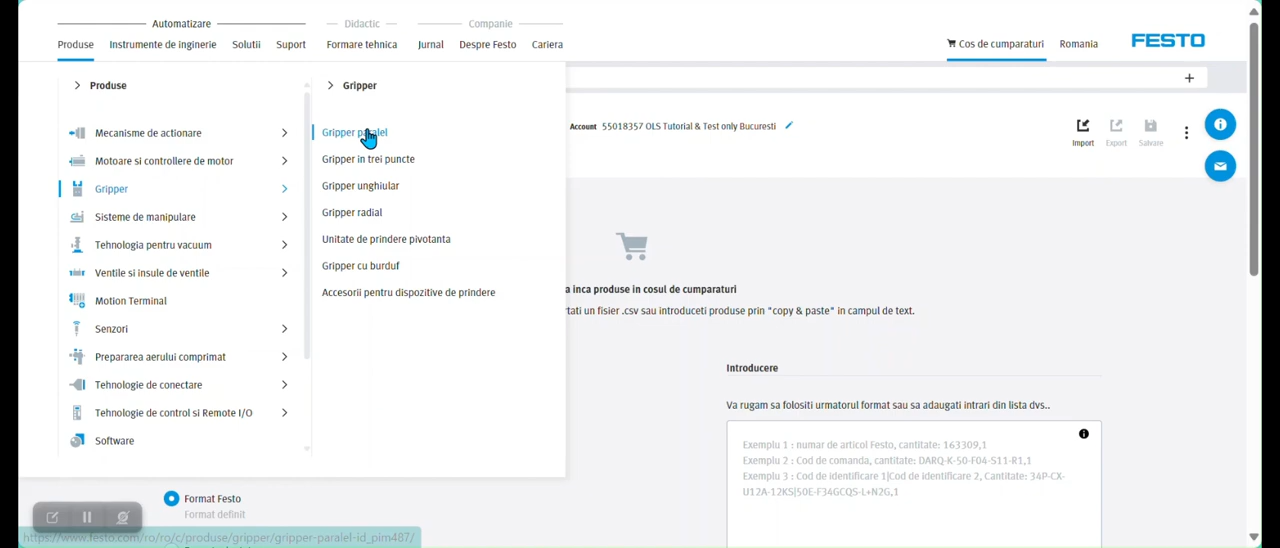 Automatizare
Didactic
Companie
Produse
Instrumente de inginerie
Solutii
Suport
Formare tehnica
Jurnal
Despre Festo
Cariera
Cos de cumparaturi
Romania
FESTO
Produse
Gripper
Mecanisme de actionare
Motoare si controllere de motor
Gripper
Sisteme de manipulare
Tehnologia pentru vacuum
Ventile si insule de ventile
Motion Terminal
Senzori
Prepararea aerului comprimat
Tehnologie de conectare
Tehnologie de control si Remote I/O
Software
Gripper paralel
Gripper in trei puncte
Gripper unghiular
Gripper radial
Unitate de prindere pivotanta
Gripper cu burduf
Accesorii pentru dispozitive de prindere
Account 55018357 OLS Tutorial & Test only Bucuresti
Import
Export
Salvare
a inca produse in cosul de cumparaturi
rtati un fisier .csv sau introduceti produse prin "copy & paste" in campul de text.
Introducere
Va rugam sa folositi urmatorul format sau sa adaugati intrari din lista dvs..
Exemplu 1 : numar de articol Festo, cantitate: 163309,1
Exemplu 2 : Cod de comanda, cantitate: DARQ-K-50-F04-S11-R1,1
Exemplu 3 : Cod de identificare 1|Cod de identificare 2, Cantitate: 34P-CX-
U12A-12KS|50E-F34GCQS-L+N2G,1
Format Festo
Format definit
https://www.festo.com/ro/ro/c/produse/gripper/gripper-paralel-id_pim487/